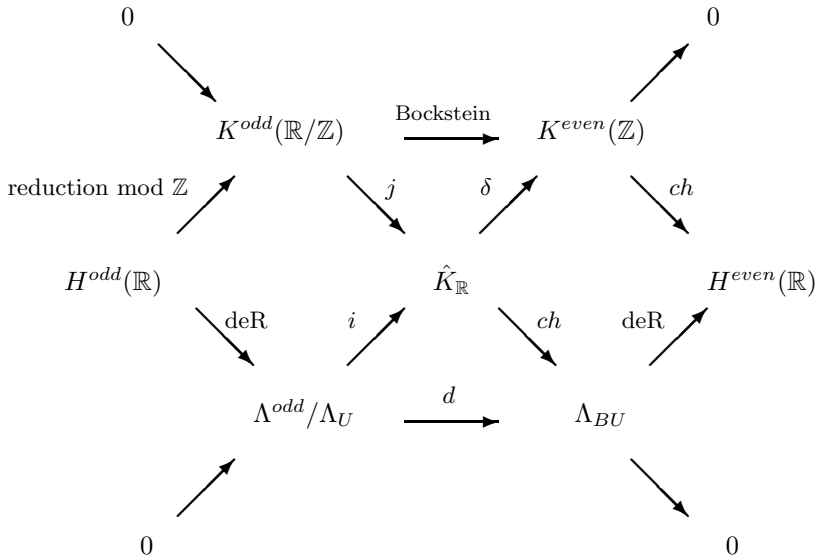 0 0
Bockstein
K^{odd}(ℝ/ℤ) K^{even}(ℤ)
reduction mod ℤ j δ ch
H^{odd}(ℝ) K̂_ℝ H^{even}(ℝ)
deR i ch deR
d
Λ^{odd}/Λ_U Λ_{BU}
0 0